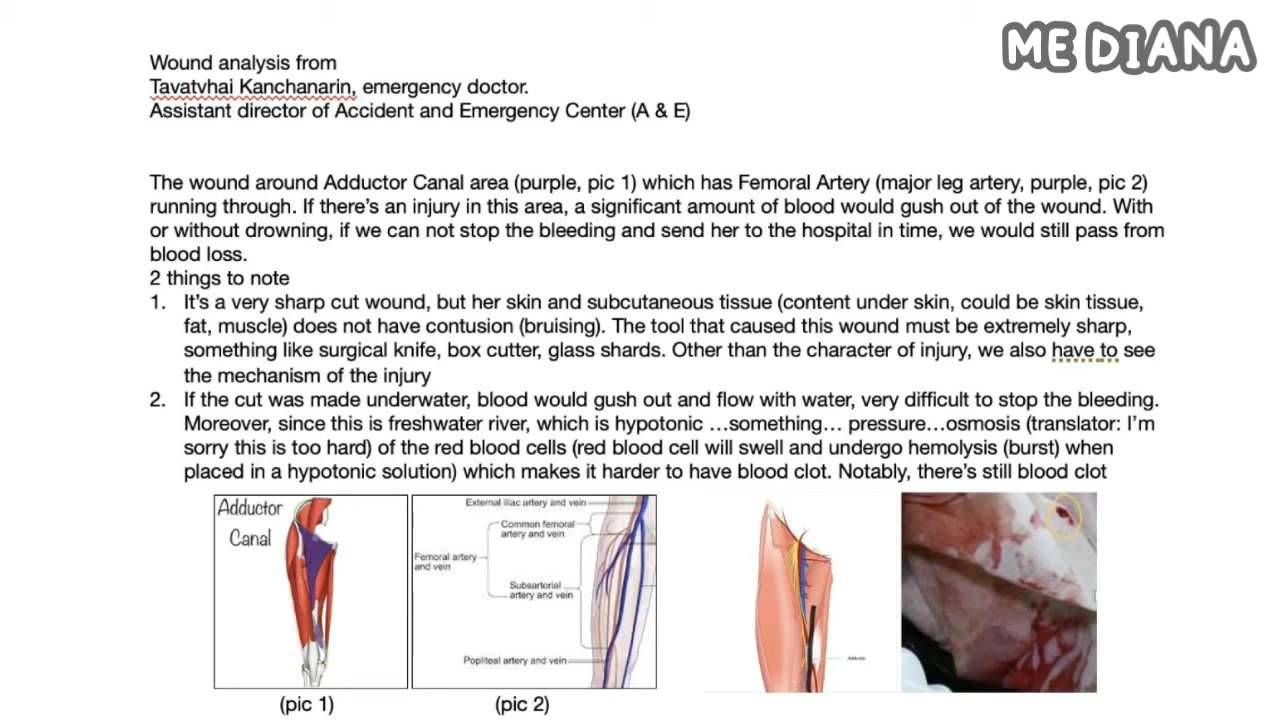 ME DIANA
Wound analysis from
Tavatvhai Kanchanarin, emergency doctor.
Assistant director of Accident and Emergency Center (A & E)
The wound around Adductor Canal area (purple, pic 1) which has Femoral Artery (major leg artery, purple, pic 2)
running through. If there's an injury in this area, a significant amount of blood would gush out of the wound. With
or without drowning, if we can not stop the bleeding and send her to the hospital in time, we would still pass from
blood loss.
2 things to note
1. It's a very sharp cut wound, but her skin and subcutaneous tissue (content under skin, could be skin tissue,
fat, muscle) does not have contusion (bruising). The tool that caused this wound must be extremely sharp,
something like surgical knife, box cutter, glass shards. Other than the character of injury, we also have to see
the mechanism of the injury
2. If the cut was made underwater, blood would gush out and flow with water, very difficult to stop the bleeding.
Moreover, since this is freshwater river, which is hypotonic …something… pressure…osmosis (translator: I'm
sorry this is too hard) of the red blood cells (red blood cell will swell and undergo hemolysis (burst) when
placed in a hypotonic solution) which makes it harder to have blood clot. Notably, there's still blood clot
Adductor
Canal
External iliac artery and vein
Common femoral
artery and vein
Femoral artery
and vein
Subsartorial
artery and vein
Popliteal artery and vein
(pic 1)
(pic 2)